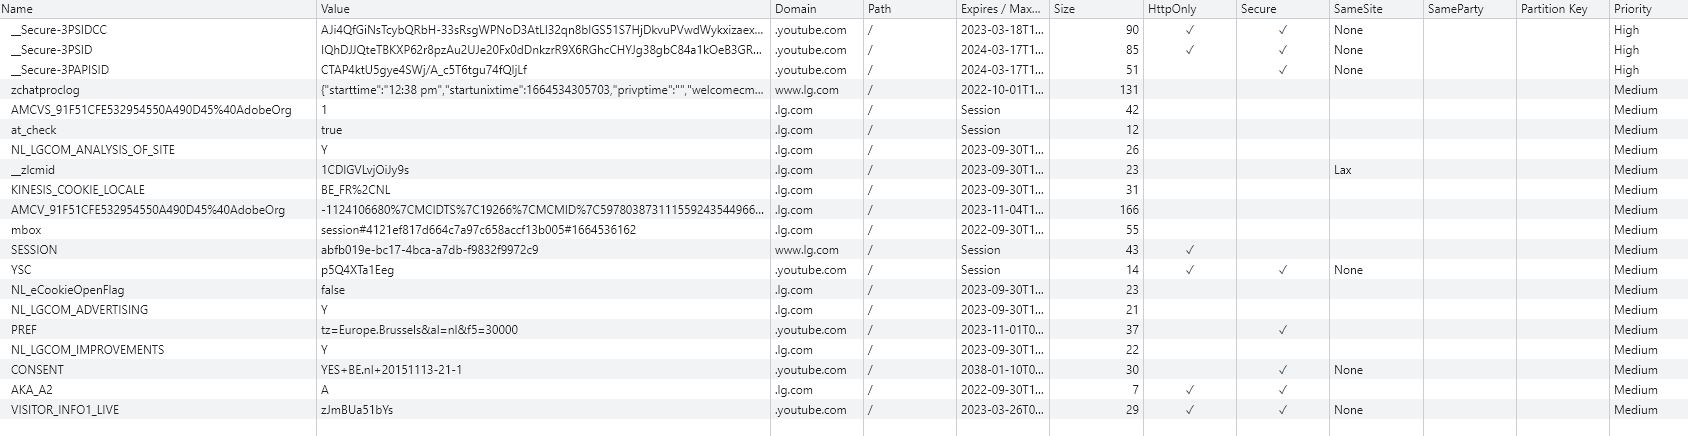 Name Value Domain Path Expires / Max... Size HttpOnly Secure SameSite SameParty Partition Key Priority
__Secure-3PSIDCC AJi4QfGiNsTcybQRbH-33sRsgWPNoD3AtLI32qn8bIGS51S7HjDkvuPVwdWykxizaex... .youtube.com / 2023-03-18T1... 90 ✓ ✓ None High
__Secure-3PSID IQhDJJQteTBKXP62r8pzAu2UJe20Fx0dDnkzrR9X6RGhcCHYJg38gbC84a1kOeB3GR... .youtube.com / 2024-03-17T1... 85 ✓ ✓ None High
__Secure-3PAPISID CTAP4ktU5gye4SWj/A_c5T6tgu74fQIjLf .youtube.com / 2024-03-17T1... 51 ✓ None High
zchatproclog {"starttime":"12:38 pm","startunixtime":1664534305703,"privptime":"","welcomecm... www.lg.com / 2022-10-01T1... 131 Medium
AMCVS_91F51CFE532954550A490D45%40AdobeOrg 1 .lg.com / Session 42 Medium
at_check true .lg.com / Session 12 Medium
NL_LGCOM_ANALYSIS_OF_SITE Y .lg.com / 2023-09-30T1... 26 Medium
__zlcmid 1CDIGVLvjOiJy9s .lg.com / 2023-09-30T1... 23 Lax Medium
KINESIS_COOKIE_LOCALE BE_FR%2CNL .lg.com / 2023-09-30T1... 31 Medium
AMCV_91F51CFE532954550A490D45%40AdobeOrg -1124106680%7CMCIDTS%7C19266%7CMCMID%7C597803873111559243544966... .lg.com / 2023-11-04T1... 166 Medium
mbox session#4121ef817d664c7a97c658accf13b005#1664536162 .lg.com / 2022-09-30T1... 55 Medium
SESSION abfb019e-bc17-4bca-a7db-f9832f9972c9 www.lg.com / Session 43 ✓ Medium
YSC p5Q4XTa1Eeg .youtube.com / Session 14 ✓ ✓ None Medium
NL_eCookieOpenFlag false .lg.com / 2023-09-30T1... 23 Medium
NL_LGCOM_ADVERTISING Y .lg.com / 2023-09-30T1... 21 Medium
PREF tz=Europe.Brussels&al=nl&f5=30000 .youtube.com / 2023-11-01T0... 37 ✓ Medium
NL_LGCOM_IMPROVEMENTS Y .lg.com / 2023-09-30T1... 22 Medium
CONSENT YES+BE.nl+20151113-21-1 .youtube.com / 2038-01-10T0... 30 ✓ None Medium
AKA_A2 A .lg.com / 2022-09-30T1... 7 ✓ ✓ Medium
VISITOR_INFO1_LIVE zJmBUa51bYs .youtube.com / 2023-03-26T0... 29 ✓ ✓ None Medium